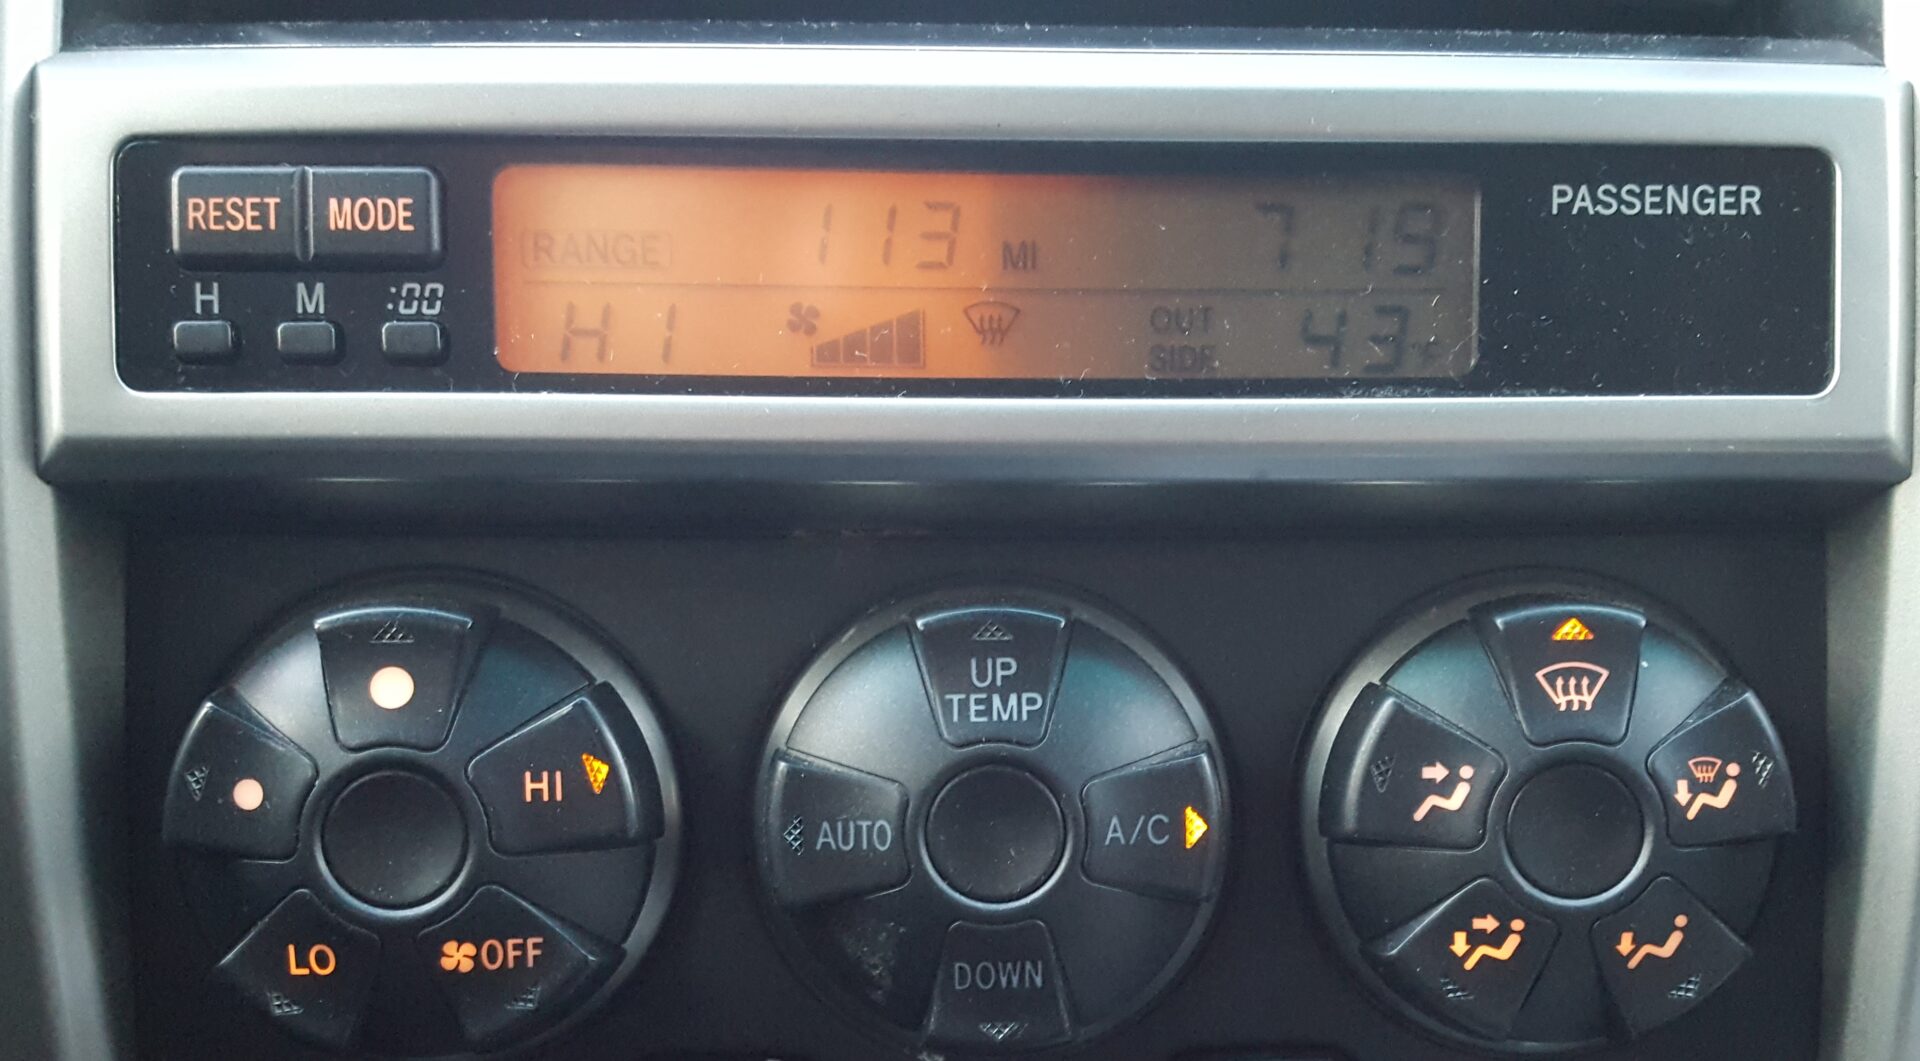 RESET MODE
H M :00
RANGE 113 MI 7 19
HI OUT SIDE 43 °F
PASSENGER
HI
LO
OFF
UP
TEMP
AUTO
A/C
DOWN